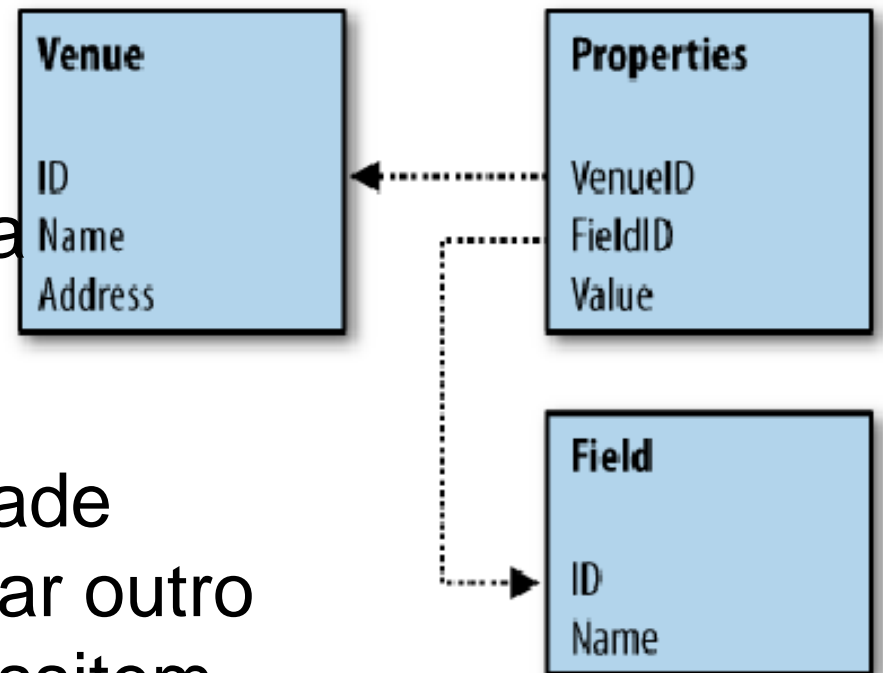 Venue
ID
Name
Address
Properties
VenueID
FieldID
Value
Field
ID
Name
a
ade
ar outro